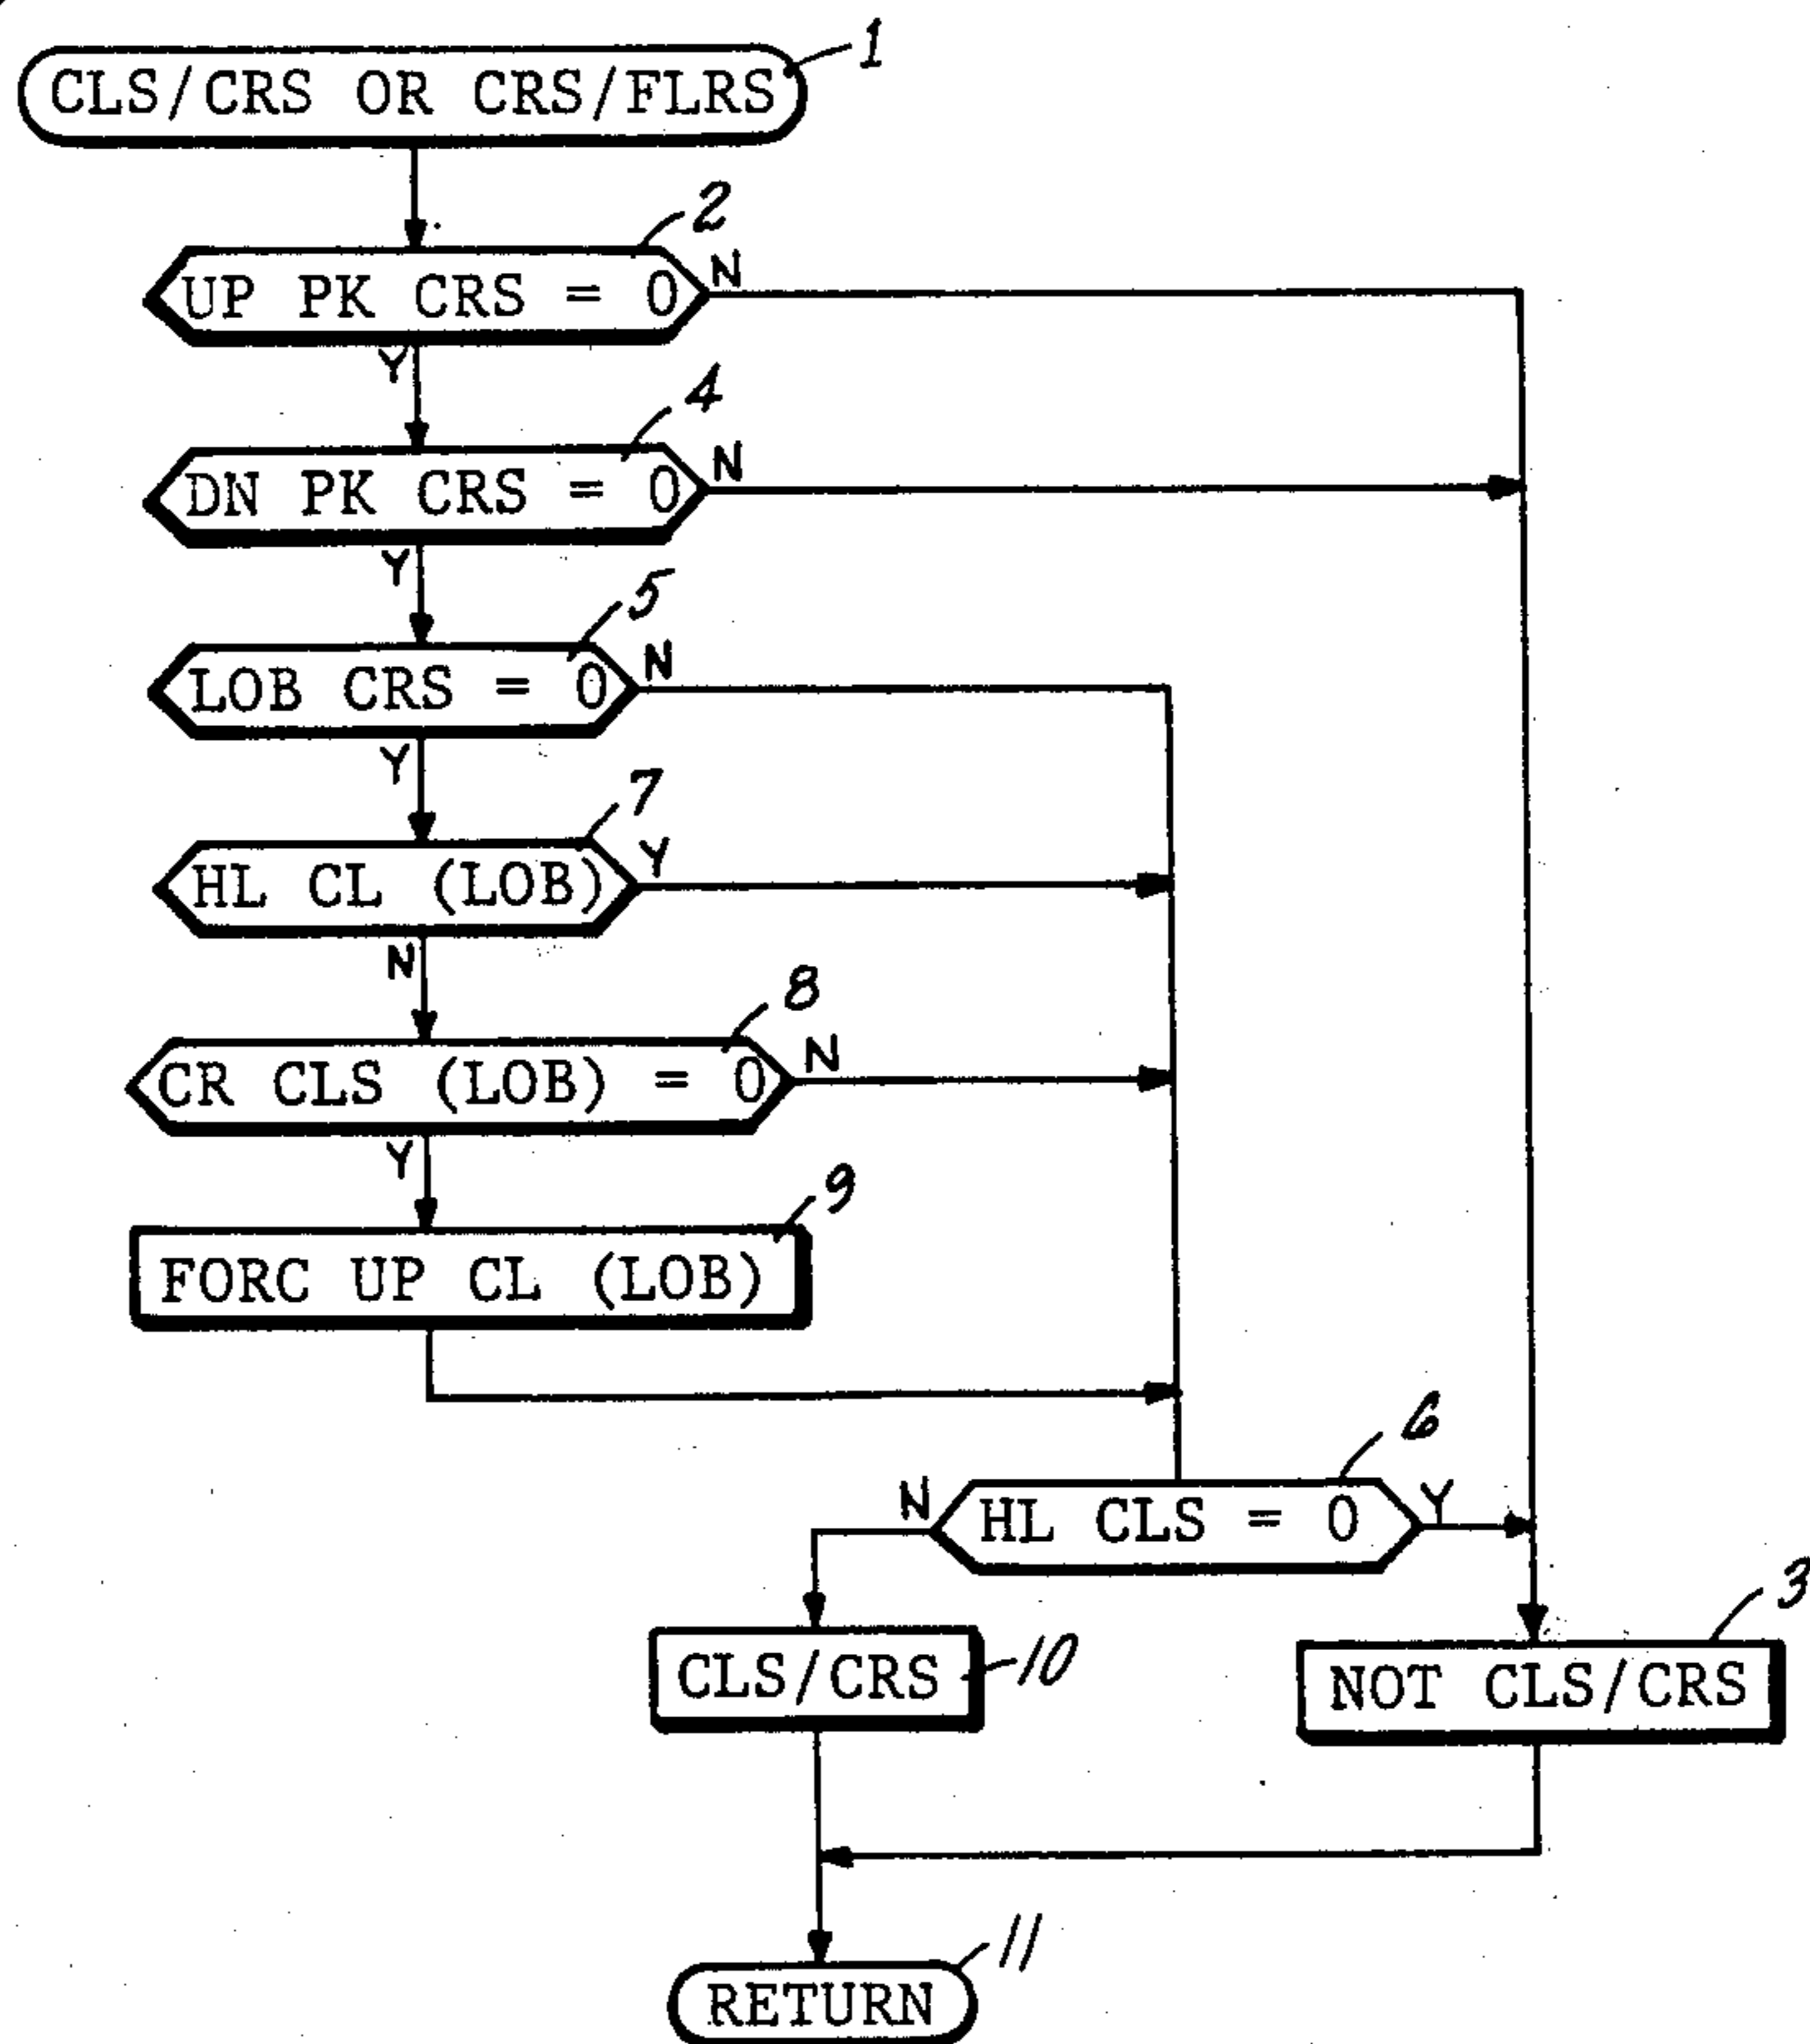 1
CLS/CRS OR CRS/FLRS
2
UP PK CRS = 0 N
Y
4
DN PK CRS = 0 N
Y
5
LOB CRS = 0 N
Y
7
HL CL (LOB) Y
N
8
CR CLS (LOB) = 0 N
Y
9
FORC UP CL (LOB)
6
N HL CLS = 0 Y
3
CLS/CRS 10
NOT CLS/CRS
11
RETURN